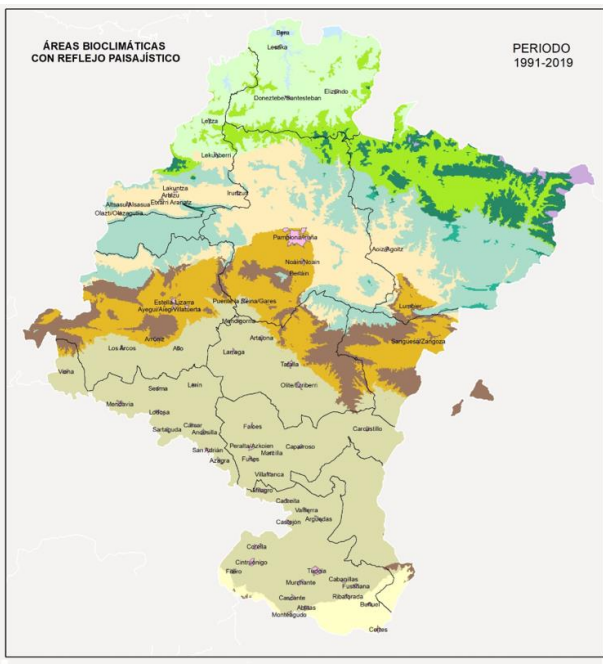 ÁREAS BIOCLIMÁTICAS
CON REFLEJO PAISAJÍSTICO
PERIODO
1991-2019
Bera
Lesaka
Elizondo
Doneztebe/Santesteban
Leitza
Lekunberri
Lakuntza
Arbizu
Irurtzun
Etxarri Aranatz
Altsasu/Alsasua
Olazti/Olazagutía
Pamplona/Iruña
Aoiz/Agoitz
Noáin/Noain
Beriáin
Lumbier
Estella-Lizarra
Puente la Reina/Gares
Ayegui/Aiegi
Villatuerta
Mendigorría
Sangüesa/Zangoza
Arróniz
Artajona
Los Arcos
Allo
Larraga
Tafalla
Viana
Olite/Erriberri
Sesma
Lerín
Mendavia
Lodosa
Cárcar
Sartaguda
Andosilla
Falces
Carcastillo
San Adrián
Peralta/Azkoien
Caparroso
Marcilla
Azagra
Funes
Villafranca
Milagro
Cadreita
Valtierra
Castejón
Arguedas
Corella
Cintruénigo
Fitero
Tudela
Murchante
Cabanillas
Fustiñana
Cascante
Ribaforada
Ablitas
Buñuel
Monteagudo
Cortes